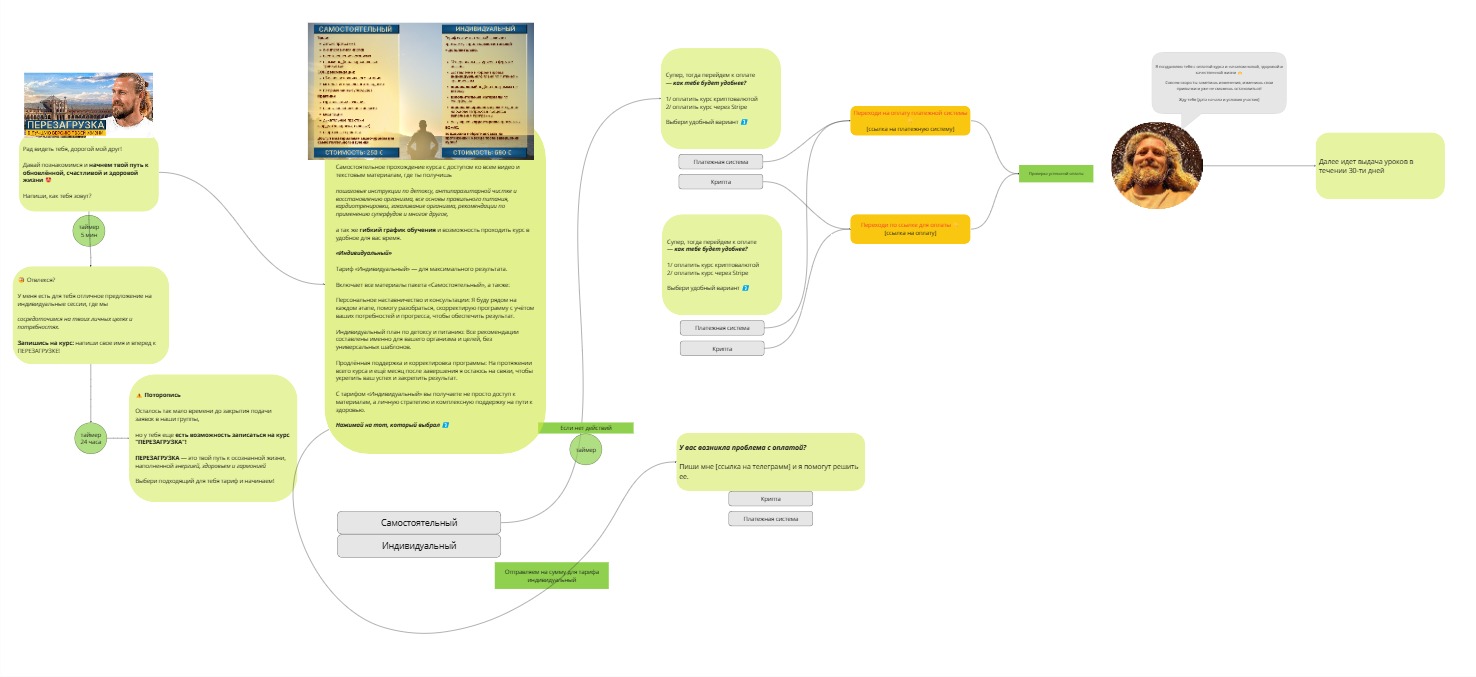 ПЕРЕЗАГРУЗКА
В ЛУЧШУЮ ВЕРСИЮ ТВОЕЙ ЖИЗНИ
Рад видеть тебя, дорогой мой друг!
Давай познакомимся и начнем твой путь к
обновлённой, счастливой и здоровой
жизни
Напиши, как тебя зовут?
таймер
5 мин
Отвлекся?
У меня есть для тебя отличное предложение на
индивидуальные сессии, где мы
сосредоточимся на твоих личных целях и
потребностях.
Запишись на курс: напиши свое имя и вперед к
ПЕРЕЗАГРУЗКЕ!
таймер
24 часа
Поторопись
Осталось так мало времени до закрытия подачи
заявок в наши группы,
но у тебя еще есть возможность записаться на курс
"ПЕРЕЗАГРУЗКА"!
ПЕРЕЗАГРУЗКА — это твой путь к осознанной жизни,
наполненной энергией, здоровьем и гармонией
Выбери подходящий для тебя тариф и начинаем!
САМОСТОЯТЕЛЬНЫЙ
СТОИМОСТЬ: 250 €
ИНДИВИДУАЛЬНЫЙ
СТОИМОСТЬ: 680 €
Самостоятельное прохождение курса с доступом ко всем видео и
текстовым материалам, где ты получишь
пошаговые инструкции по детоксу, антипаразитарной чистке и
восстановлению организма, все основы правильного питания,
кардиотренировки, закаливание организма, рекомендации по
применению суперфудов и многое другое,
а так же гибкий график обучения и возможность проходить курс в
удобное для вас время.
«Индивидуальный»
Тариф «Индивидуальный» — для максимального результата.
Включает все материалы пакета «Самостоятельный», а также:
Персональное наставничество и консультации: Я буду рядом на
каждом этапе, помогу разобраться, скорректирую программу с учётом
ваших потребностей и прогресса, чтобы обеспечить результат.
Индивидуальный план по детоксу и питанию: Все рекомендации
составлены именно для вашего организма и целей, без
универсальных шаблонов.
Продлённая поддержка и корректировка программы: На протяжении
всего курса и еще месяц после завершения я остаюсь на связи, чтобы
укрепить ваш успех и закрепить результат.
С тарифом «Индивидуальный» вы получаете не просто доступ к
материалам, а личную стратегию и комплексную поддержку на пути к
здоровью.
Нажимай на тот, который выбрал
Самостоятельный
Индивидуальный
Если нет действий
таймер
Отправляем на сумму для тарифа
индивидуальный
Супер, тогда перейдем к оплате
— как тебе будет удобнее?
1/ оплатить курс криптовалютой
2/ оплатить курс через Stripe
Выбери удобный вариант
Платежная система
Крипта
Супер, тогда перейдем к оплате
— как тебе будет удобнее?
1/ оплатить курс криптовалютой
2/ оплатить курс через Stripe
Выбери удобный вариант
Платежная система
Крипта
У вас возникла проблема с оплатой?
Пиши мне [ссылка на телеграмм] и я помогут решить
ее.
Крипта
Платежная система
Переходи на оплату платежной системы
[ссылка на платежную систему]
Переходи по ссылке для оплаты
[ссылка на оплату]
Проверка успешной оплаты
Далее идет выдача уроков в
течении 30-ти дней